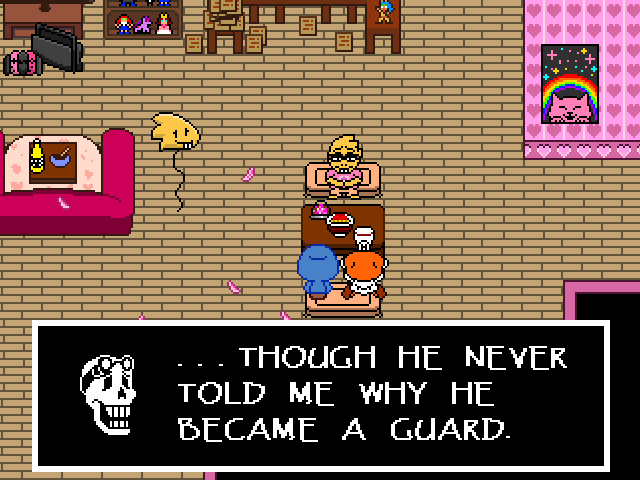 ...THOUGH HE NEVER
TOLD ME WHY HE
BECAME A GUARD.